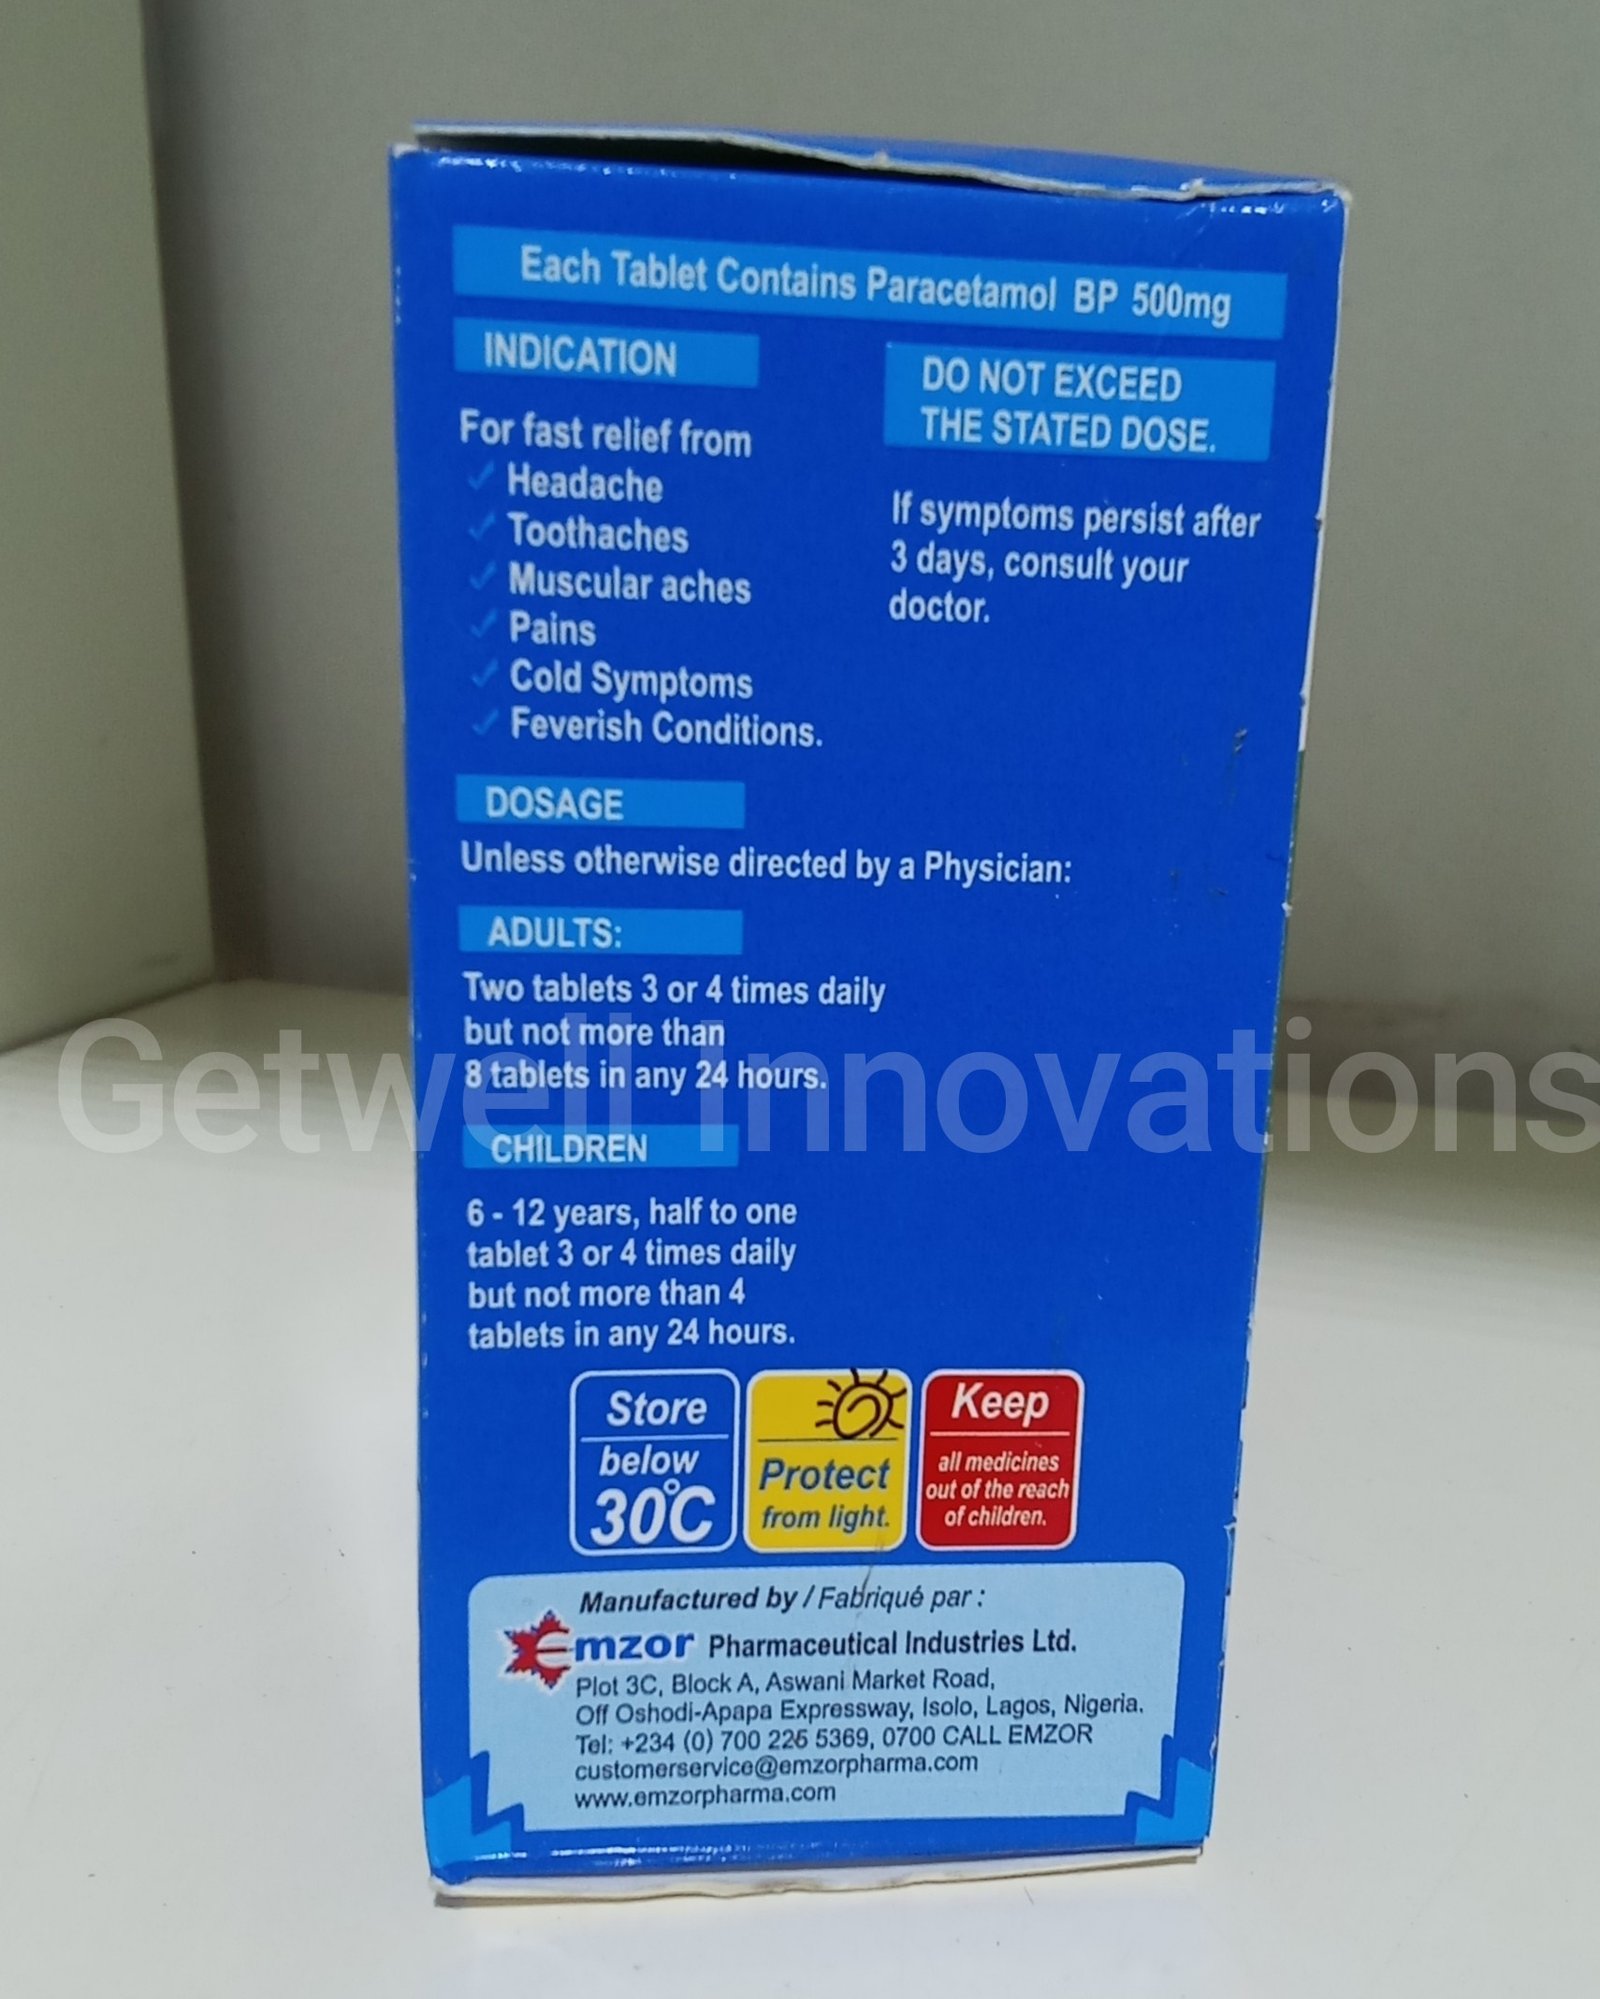 Each Tablet Contains Paracetamol BP 500mg
INDICATION
For fast relief from
Headache
Toothaches
Muscular aches
Pains
Cold Symptoms
Feverish Conditions.
DO NOT EXCEED
THE STATED DOSE.
If symptoms persist after
3 days, consult your
doctor.
DOSAGE
Unless otherwise directed by a Physician:
ADULTS:
Two tablets 3 or 4 times daily
but not more than
8 tablets in any 24 hours.
Getwell Innovations
CHILDREN
6 - 12 years, half to one
tablet 3 or 4 times daily
but not more than 4
tablets in any 24 hours.
Store
below
30°C
Protect
from light.
Keep
all medicines
out of the reach
of children.
Manufactured by / Fabriqué par :
Emzor Pharmaceutical Industries Ltd.
Plot 3C, Block A, Aswani Market Road,
Off Oshodi-Apapa Expressway, Isolo, Lagos, Nigeria.
Tel: +234 (0) 700 225 5369, 0700 CALL EMZOR
customerservice@emzorpharma.com
www.emzorpharma.com